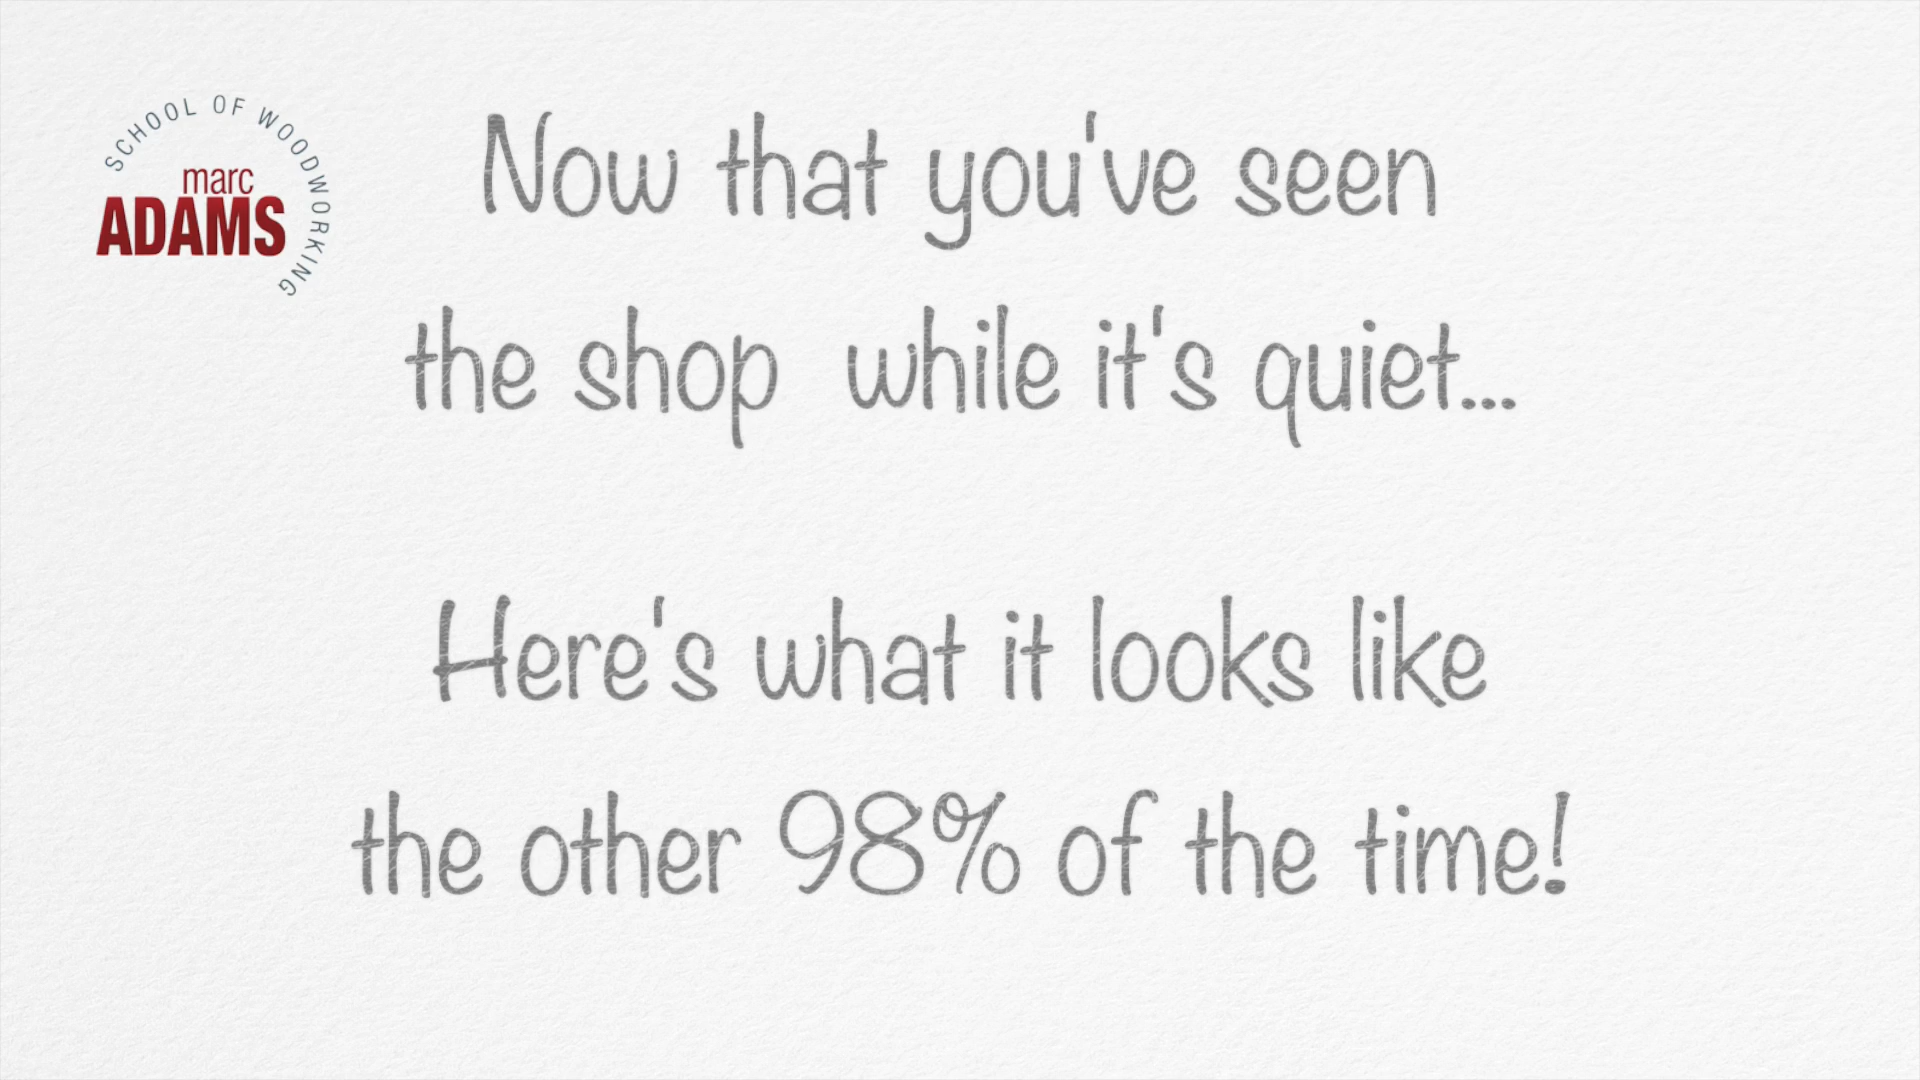 SCHOOL OF WOODWORKING
marc
ADAMS
Now that you've seen
the shop  while it's quiet...
Here's what it looks like
the other 98% of the time!